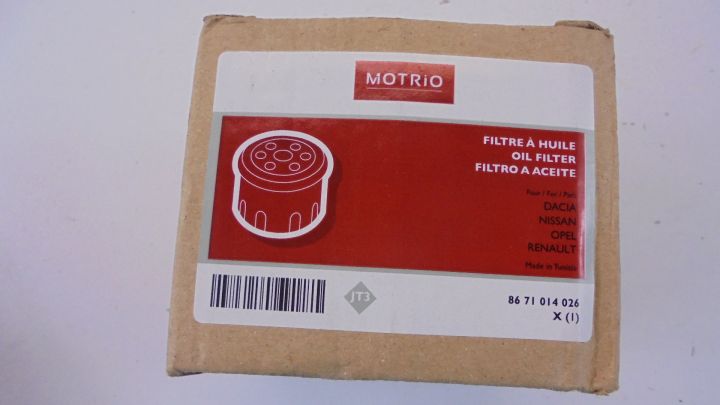 MOTRiO
FILTRE À HUILE
OIL FILTER
FILTRO A ACEITE
Pour / For / Para
DACIA
NISSAN
OPEL
RENAULT
Made in Tunisia
JT3
86 71 014 026
X (1)